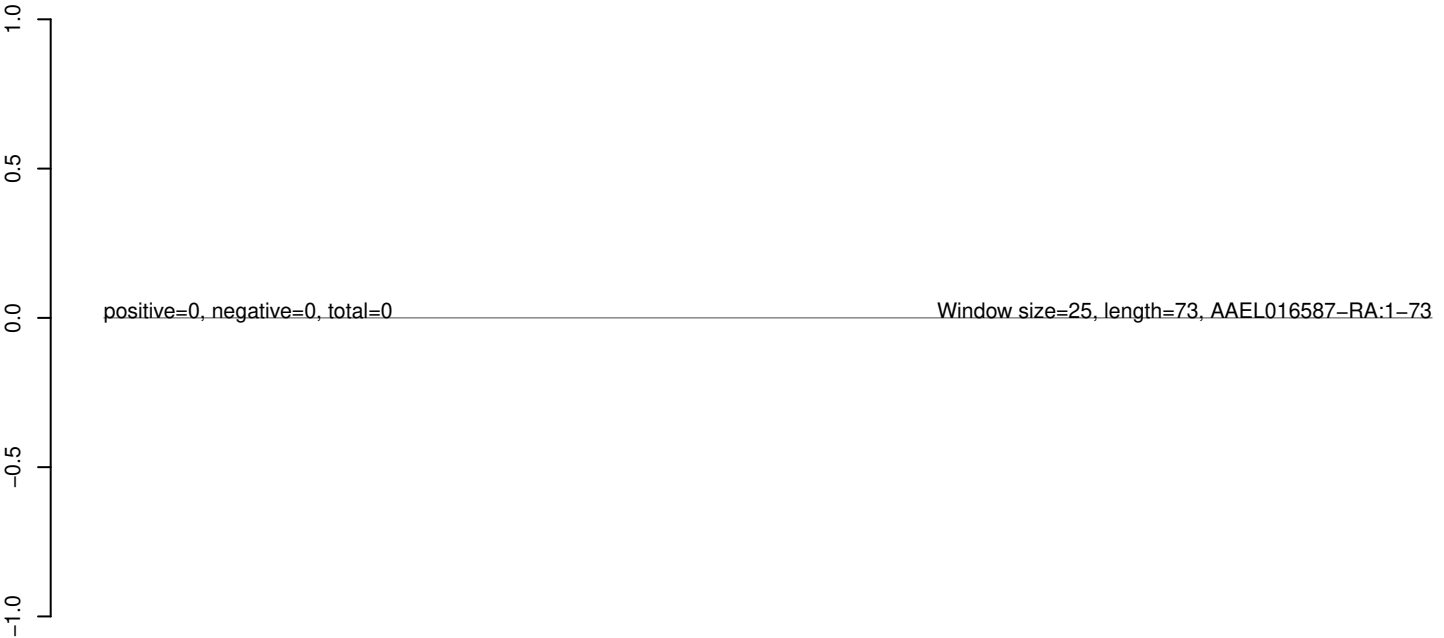 1.0
0.5
0.0
−0.5
−1.0
positive=0, negative=0, total=0
Window size=25, length=73, AAEL016587−RA:1−73